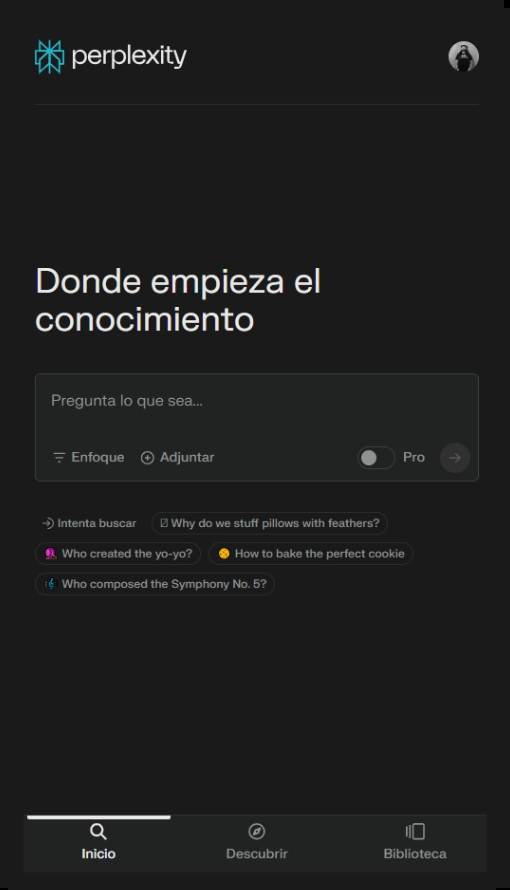 perplexity
Donde empieza el
conocimiento
Pregunta lo que sea...
Enfoque
Adjuntar
Pro
Intenta buscar
Why do we stuff pillows with feathers?
Who created the yo-yo?
How to bake the perfect cookie
Who composed the Symphony No. 5?
Inicio
Descubrir
Biblioteca